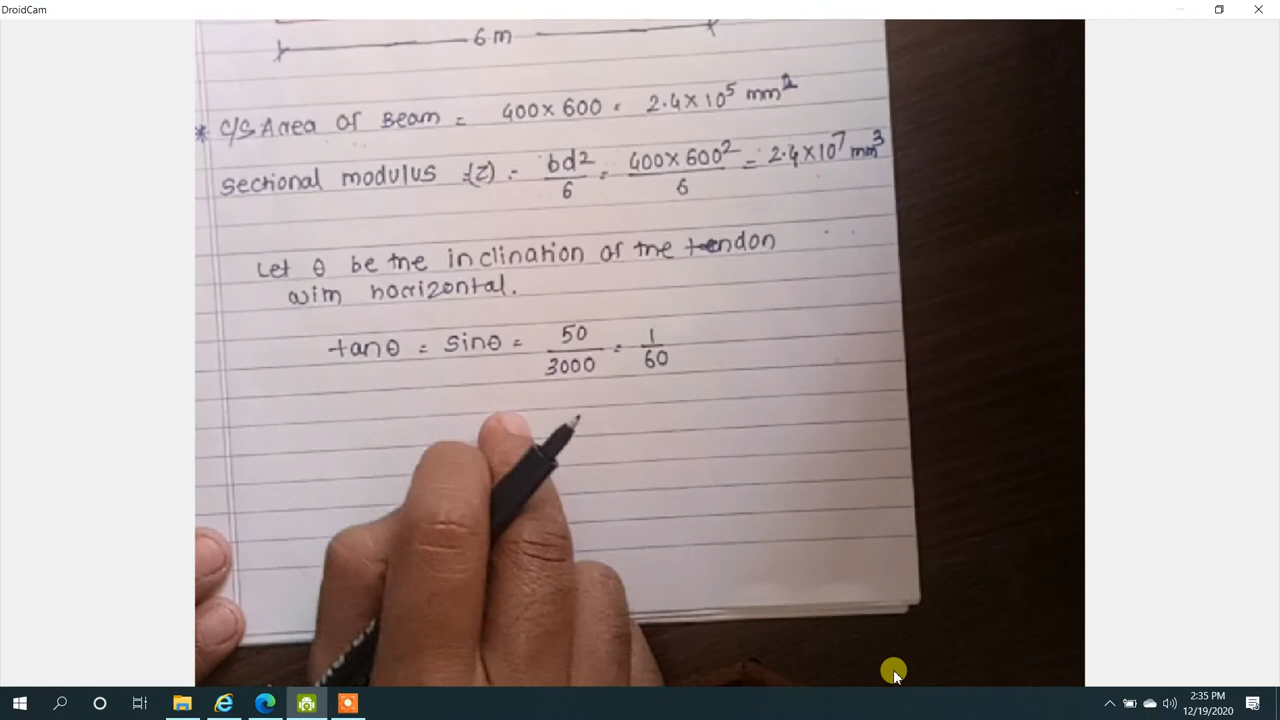 DroidCam
6 m
* C/S Area Of Beam = 400 x 600 = 2.4 x 10⁵ mm²
Sectional modulus (Z) = bd²/6 = 400 x 600²/6 = 2.4 x 10⁷ mm³
Let θ be the inclination of the tendon
with horizontal.
tanθ = sinθ = 50/3000 = 1/60
2:35 PM
12/19/2020